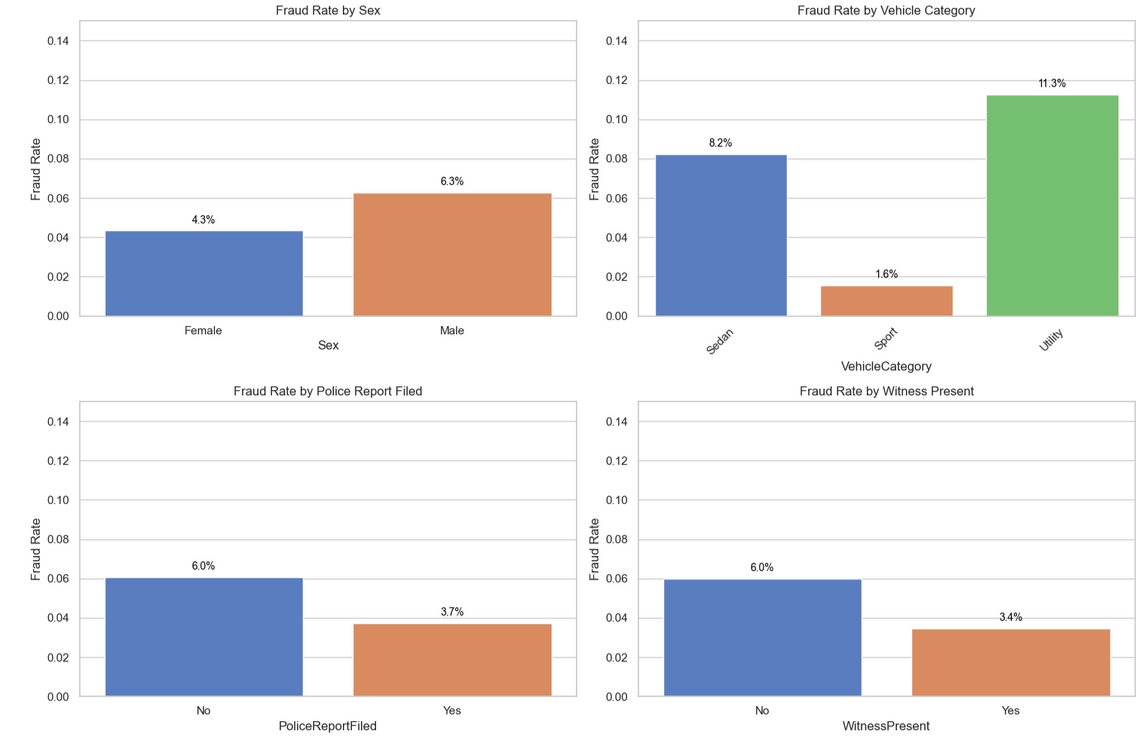 Fraud Rate by Sex
0.14
0.12
0.10
0.08
0.06
0.04
0.02
0.00
Fraud Rate
4.3%
6.3%
Female Male
Sex
Fraud Rate by Vehicle Category
0.14
0.12
0.10
0.08
0.06
0.04
0.02
0.00
Fraud Rate
8.2%
1.6%
11.3%
Sedan Sport Utility
VehicleCategory
Fraud Rate by Police Report Filed
0.14
0.12
0.10
0.08
0.06
0.04
0.02
0.00
Fraud Rate
6.0%
3.7%
No Yes
PoliceReportFiled
Fraud Rate by Witness Present
0.14
0.12
0.10
0.08
0.06
0.04
0.02
0.00
Fraud Rate
6.0%
3.4%
No Yes
WitnessPresent